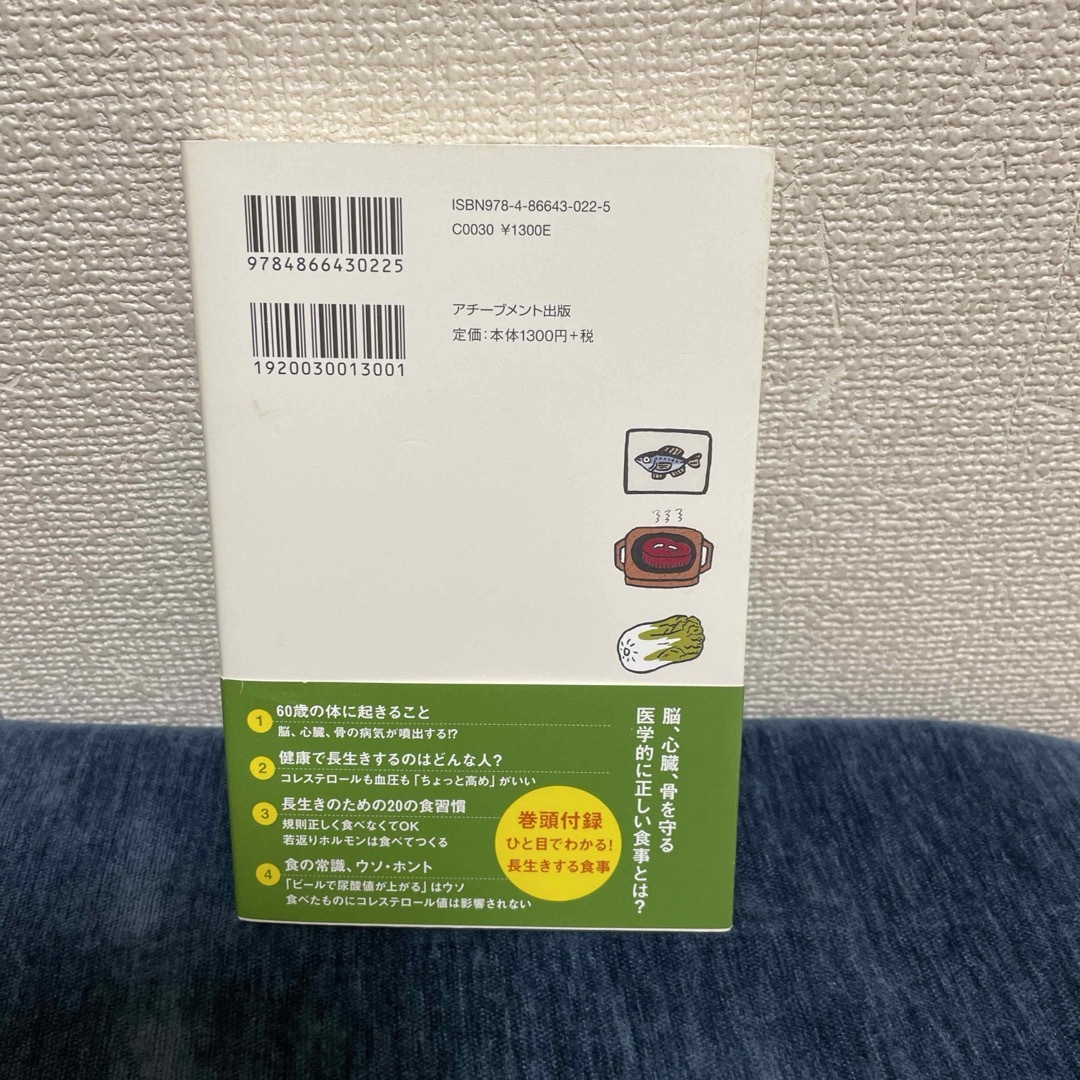 ISBN978-4-86643-022-5
C0030 ¥1300E
9784866430225
アチーブメント出版
定価：本体1300円＋税
1920030013001
脳、心臓、骨を守る
医学的に正しい食事とは？
1 60歳の体に起きること
脳、心臓、骨の病気が噴出する!?
2 健康で長生きするのはどんな人？
コレステロールも血圧も「ちょっと高め」がいい
3 長生きのための20の食習慣
規則正しく食べなくてOK
若返りホルモンは食べてつくる
4 食の常識、ウソ・ホント
「ビールで尿酸値が上がる」はウソ
食べたものにコレステロール値は影響されない
巻頭付録
ひと目でわかる！
長生きする食事